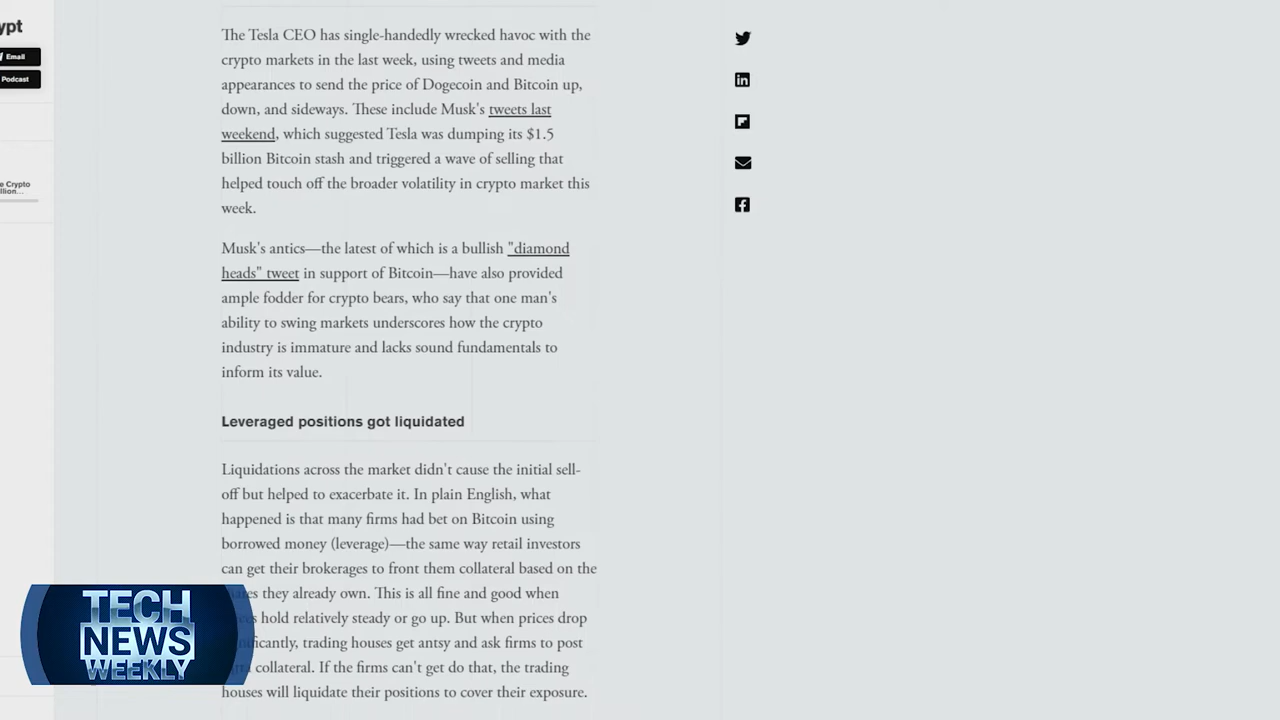 ypt
Email
Podcast
e Crypto
llion...
The Tesla CEO has single-handedly wrecked havoc with the
crypto markets in the last week, using tweets and media
appearances to send the price of Dogecoin and Bitcoin up,
down, and sideways. These include Musk's tweets last
weekend, which suggested Tesla was dumping its $1.5
billion Bitcoin stash and triggered a wave of selling that
helped touch off the broader volatility in crypto market this
week.
Musk's antics—the latest of which is a bullish "diamond
heads" tweet in support of Bitcoin—have also provided
ample fodder for crypto bears, who say that one man's
ability to swing markets underscores how the crypto
industry is immature and lacks sound fundamentals to
inform its value.
Leveraged positions got liquidated
Liquidations across the market didn't cause the initial sell-
off but helped to exacerbate it. In plain English, what
happened is that many firms had bet on Bitcoin using
borrowed money (leverage)—the same way retail investors
can get their brokerages to front them collateral based on the
they already own. This is all fine and good when
hold relatively steady or go up. But when prices drop
trading houses get antsy and ask firms to post
collateral. If the firms can't get do that, the trading
houses will liquidate their positions to cover their exposure.
TECH
NEWS
WEEKLY